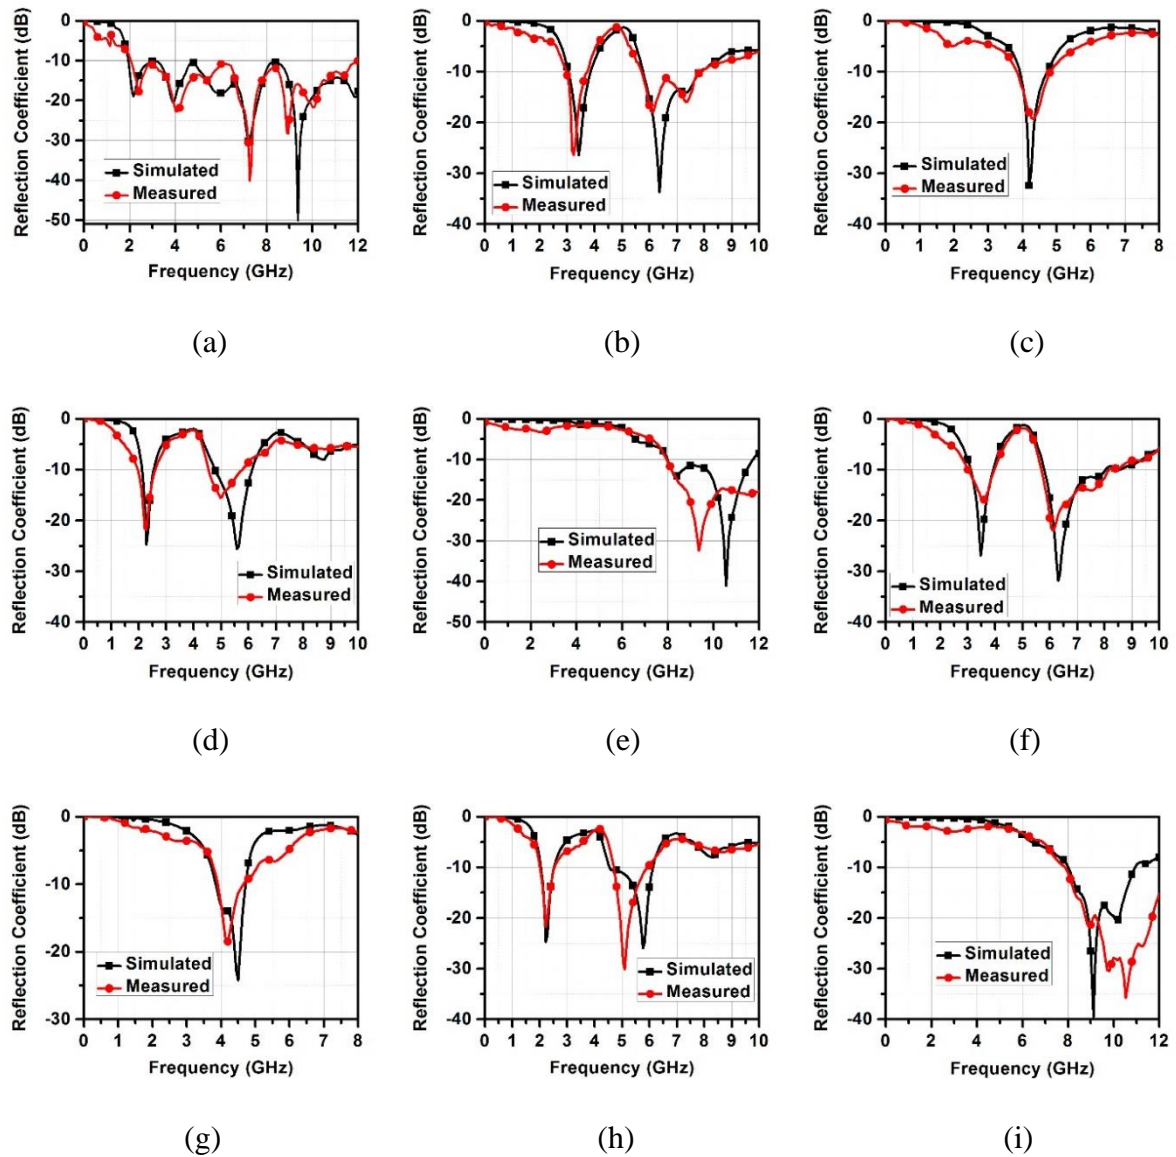 Reflection Coefficient (dB)
0
-10
-20
-30
-40
-50
Simulated
Measured
0 2 4 6 8 10 12
Frequency (GHz)
(a)
Reflection Coefficient (dB)
0
-10
-20
-30
-40
Simulated
Measured
0 1 2 3 4 5 6 7 8 9 10
Frequency (GHz)
(b)
Reflection Coefficient (dB)
0
-10
-20
-30
-40
Simulated
Measured
0 1 2 3 4 5 6 7 8
Frequency (GHz)
(c)
Reflection Coefficient (dB)
0
-10
-20
-30
-40
Simulated
Measured
0 1 2 3 4 5 6 7 8 9 10
Frequency (GHz)
(d)
Reflection Coefficient (dB)
0
-10
-20
-30
-40
-50
Simulated
Measured
0 2 4 6 8 10 12
Frequency (GHz)
(e)
Reflection Coefficient (dB)
0
-10
-20
-30
-40
Simulated
Measured
0 1 2 3 4 5 6 7 8 9 10
Frequency (GHz)
(f)
Reflection Coefficient (dB)
0
-10
-20
-30
Simulated
Measured
0 1 2 3 4 5 6 7 8
Frequency (GHz)
(g)
Reflection Coefficient (dB)
0
-10
-20
-30
-40
Simulated
Measured
0 1 2 3 4 5 6 7 8 9 10
Frequency (GHz)
(h)
Reflection Coefficient (dB)
0
-10
-20
-30
-40
Simulated
Measured
0 2 4 6 8 10 12
Frequency (GHz)
(i)